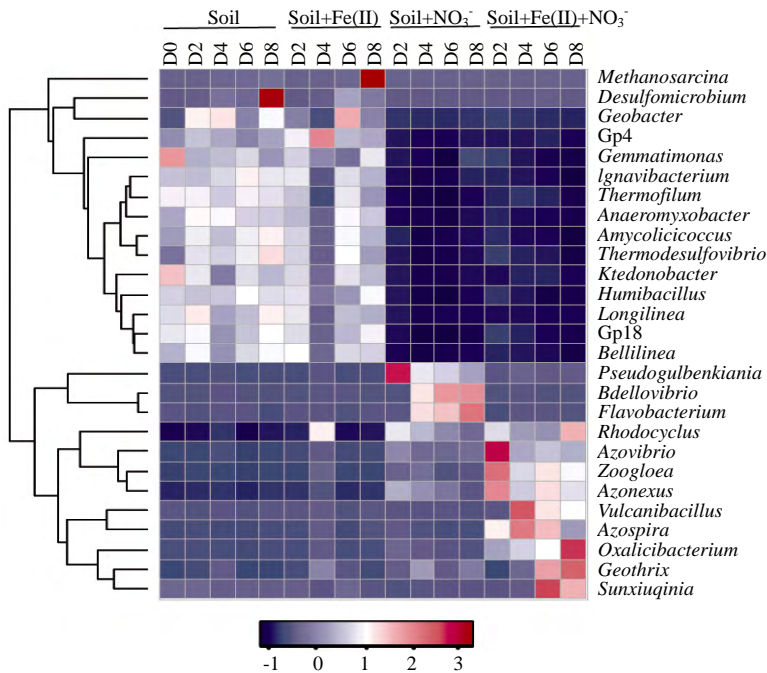 Soil Soil+Fe(II) Soil+NO₃⁻ Soil+Fe(II)+NO₃⁻
D0 D2 D4 D6 D8 D2 D4 D6 D8 D2 D4 D6 D8 D2 D4 D6 D8
Methanosarcina
Desulfomicrobium
Geobacter
Gp4
Gemmatimonas
lgnavibacterium
Thermofilum
Anaeromyxobacter
Amycolicicoccus
Thermodesulfovibrio
Ktedonobacter
Humibacillus
Longilinea
Gp18
Bellilinea
Pseudogulbenkiania
Bdellovibrio
Flavobacterium
Rhodocyclus
Azovibrio
Zoogloea
Azonexus
Vulcanibacillus
Azospira
Oxalicibacterium
Geothrix
Sunxiuqinia
-1 0 1 2 3